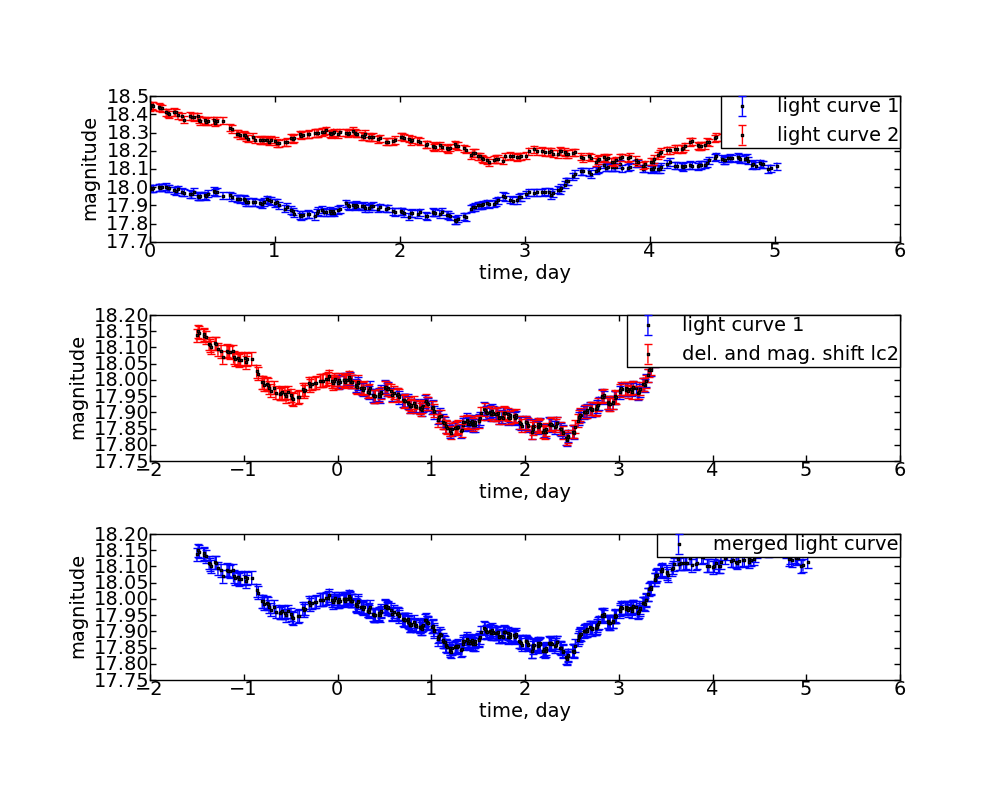 18.5
18.4
18.3
18.2
18.1
18.0
17.9
17.8
17.7
magnitude
light curve 1
light curve 2
0 1 2 3 4 5 6
time, day
18.20
18.15
18.10
18.05
18.00
17.95
17.90
17.85
17.80
17.75
magnitude
light curve 1
del. and mag. shift lc2
−2 −1 0 1 2 3 4 5 6
time, day
18.20
18.15
18.10
18.05
18.00
17.95
17.90
17.85
17.80
17.75
magnitude
merged light curve
−2 −1 0 1 2 3 4 5 6
time, day